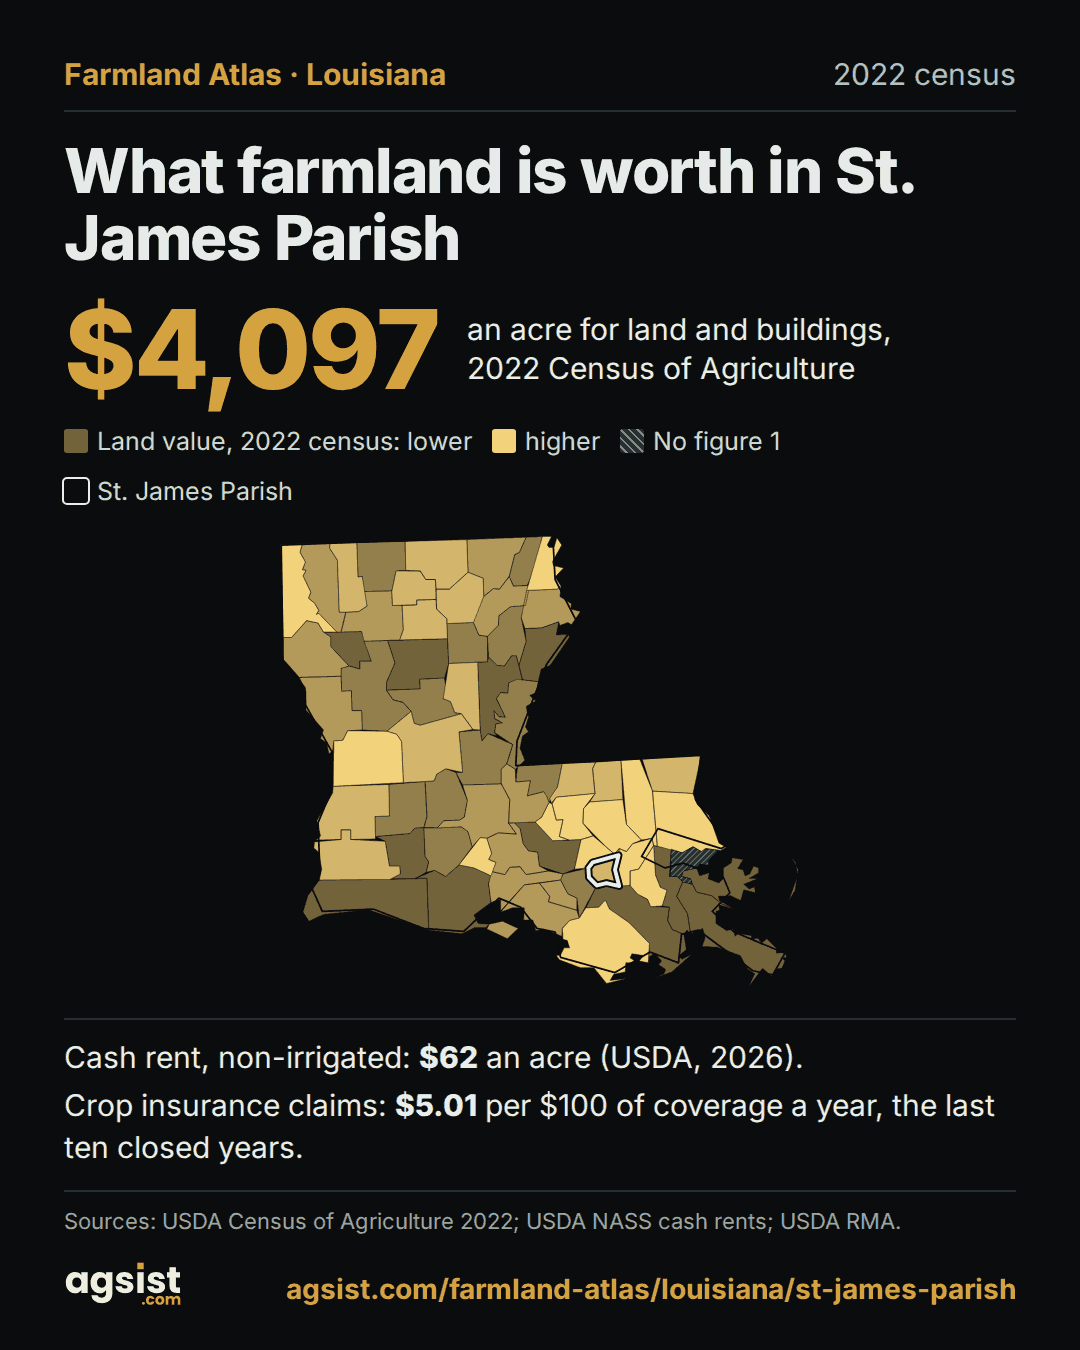 Farmland Atlas · Louisiana
2022 census
What farmland is worth in St.
James Parish
$4,097
an acre for land and buildings,
2022 Census of Agriculture
Land value, 2022 census: lower
higher
No figure 1
St. James Parish
Cash rent, non-irrigated: $62 an acre (USDA, 2026).
Crop insurance claims: $5.01 per $100 of coverage a year, the last
ten closed years.
Sources: USDA Census of Agriculture 2022; USDA NASS cash rents; USDA RMA.
agsist
.com
agsist.com/farmland-atlas/louisiana/st-james-parish